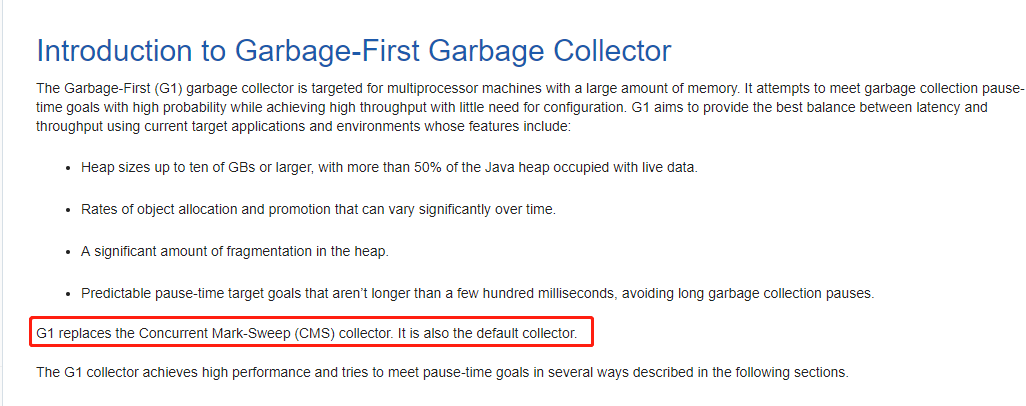 Introduction to Garbage-First Garbage Collector
The Garbage-First (G1) garbage collector is targeted for multiprocessor machines with a large amount of memory. It attempts to meet garbage collection pause-
time goals with high probability while achieving high throughput with little need for configuration. G1 aims to provide the best balance between latency and
throughput using current target applications and environments whose features include:
• Heap sizes up to ten of GBs or larger, with more than 50% of the Java heap occupied with live data.
• Rates of object allocation and promotion that can vary significantly over time.
• A significant amount of fragmentation in the heap.
• Predictable pause-time target goals that aren’t longer than a few hundred milliseconds, avoiding long garbage collection pauses.
G1 replaces the Concurrent Mark-Sweep (CMS) collector. It is also the default collector.
The G1 collector achieves high performance and tries to meet pause-time goals in several ways described in the following sections.